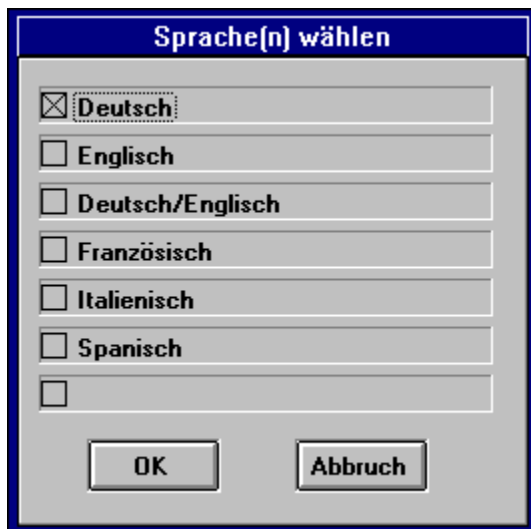 Sprache(n) wählen
Deutsch
Englisch
Deutsch/Englisch
Französisch
Italienisch
Spanisch
OK Abbruch